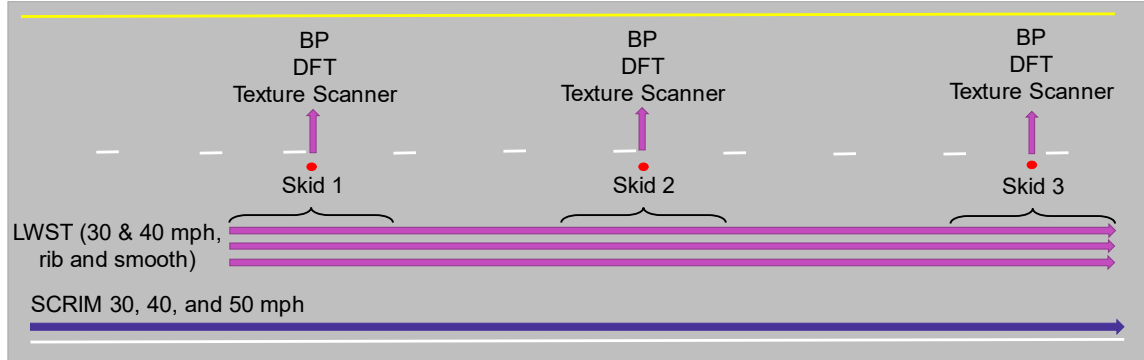 BP
DFT
Texture Scanner
BP
DFT
Texture Scanner
BP
DFT
Texture Scanner
Skid 1
Skid 2
Skid 3
LWST (30 & 40 mph,
rib and smooth)
SCRIM 30, 40, and 50 mph